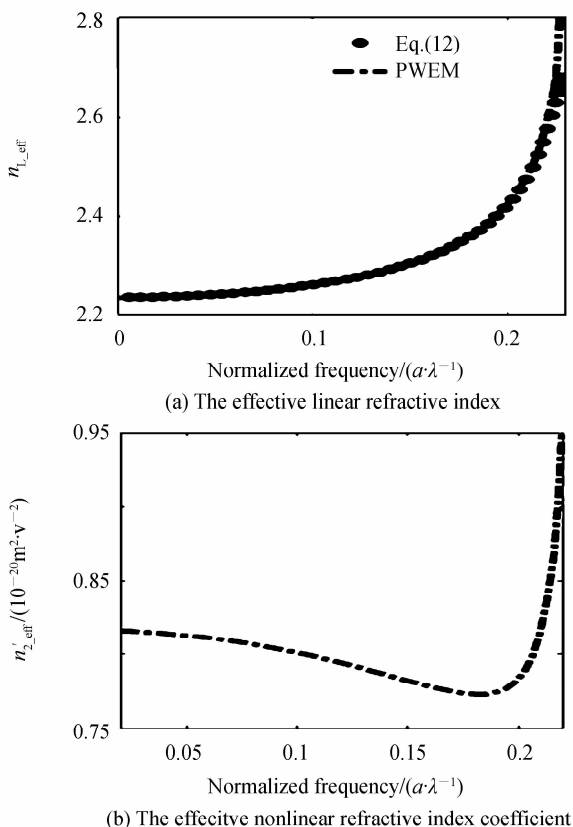 2.8
Eq.(12)
PWEM
2.6
n_L_eff
2.4
2.2
0 0.1 0.2
Normalized frequency/(a·λ⁻¹)
(a) The effective linear refractive index
0.95
n′_2_eff/(10⁻²⁰m²·v⁻²)
0.85
0.75
0.05 0.1 0.15 0.2
Normalized frequency/(a·λ⁻¹)
(b) The effecitve nonlinear refractive index coefficient